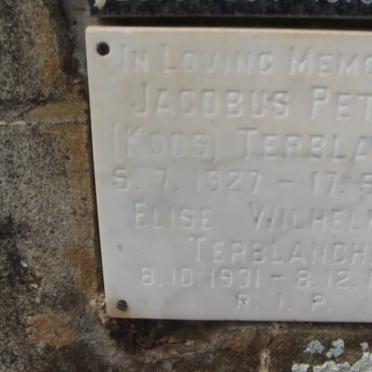 IN LOVING MEMO
JACOBUS PET
(KOOS) TERBLA
5.7.1927 - 17.
ELISE WILHEL
TERBLANCH
8.10.1931 - 8.12.1
R.I.P.